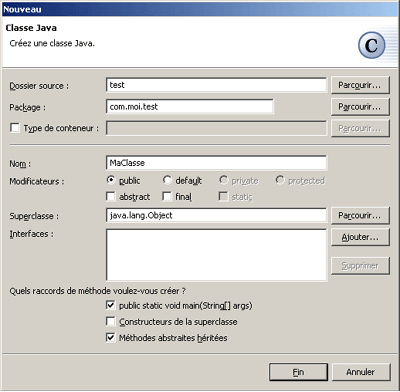 Nouveau
Classe Java
Créez une classe Java.
C
Dossier source : test Parcourir...
Package : com.moi.test Parcourir...
Type de conteneur : Parcourir...
Nom : MaClasse
Modificateurs : public default private protected
abstract final static
Superclasse : java.lang.Object Parcourir...
Interfaces : Ajouter...
Supprimer
Quels raccords de méthode voulez-vous créer ?
public static void main(String[] args)
Constructeurs de la superclasse
Méthodes abstraites héritées
Fin Annuler